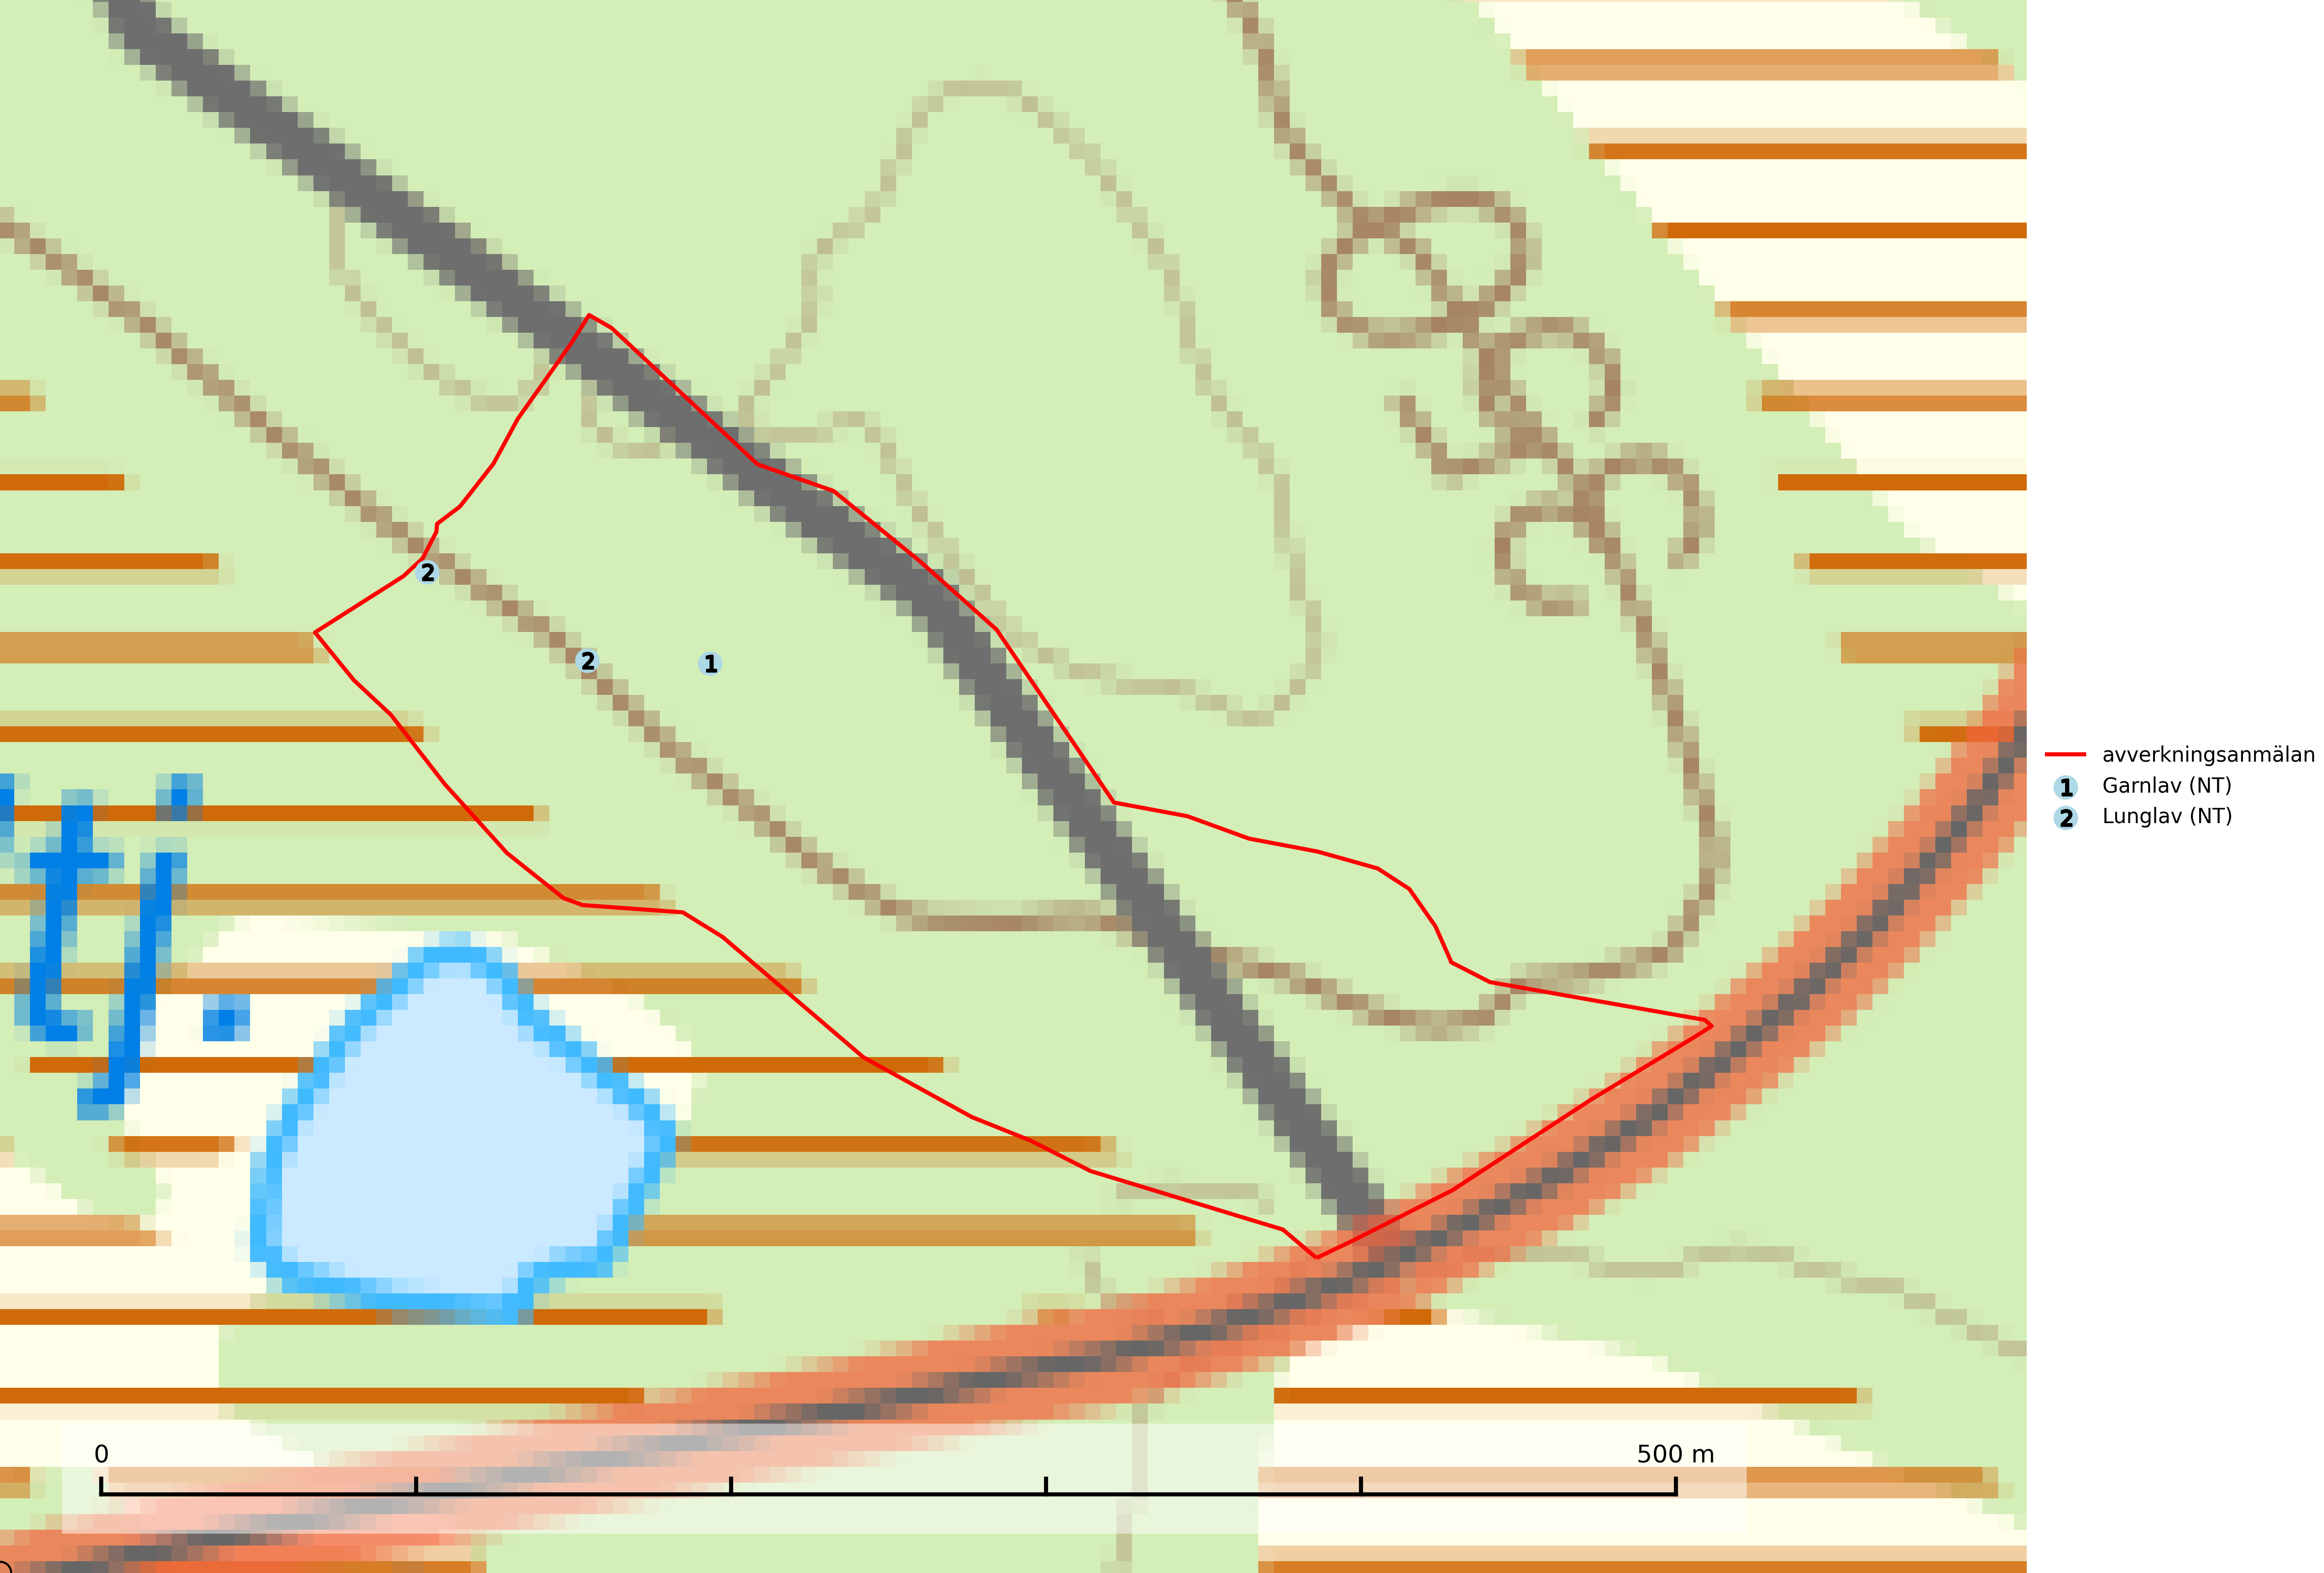 2
2
1
avverkningsanmälan
1 Garnlav (NT)
2 Lunglav (NT)
0 500 m